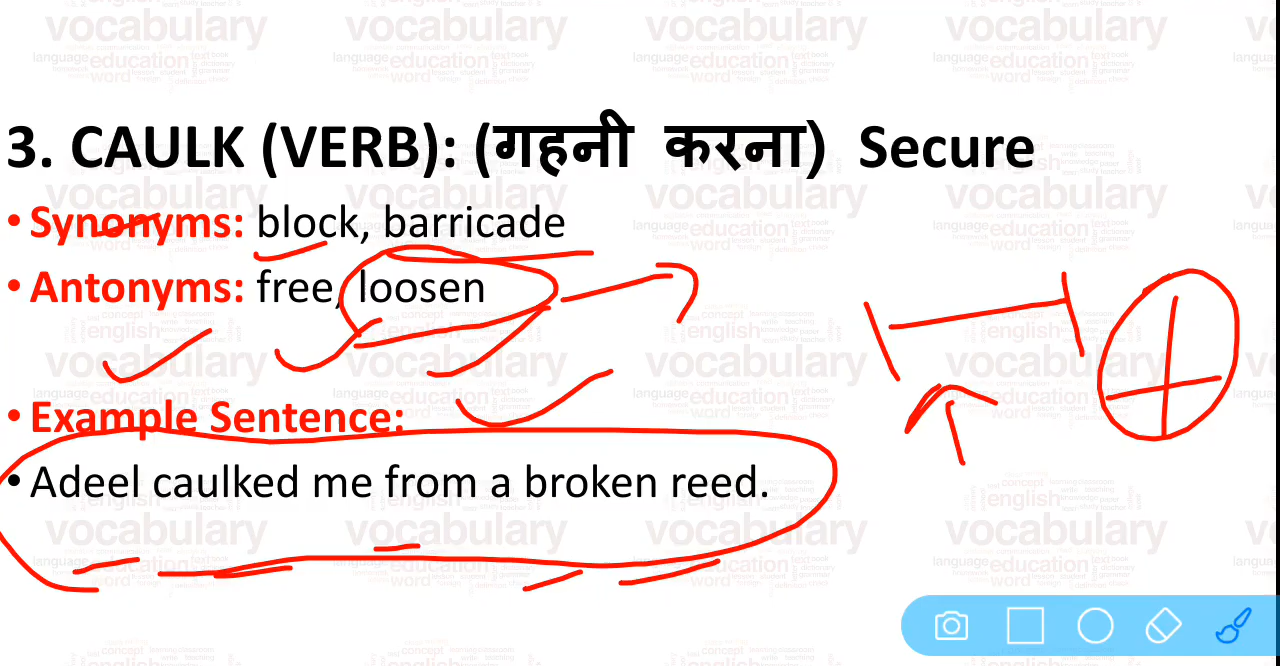 3. CAULK (VERB): (गहनी करना) Secure
• Synonyms: block, barricade
• Antonyms: free, loosen
• Example Sentence:
• Adeel caulked me from a broken reed.